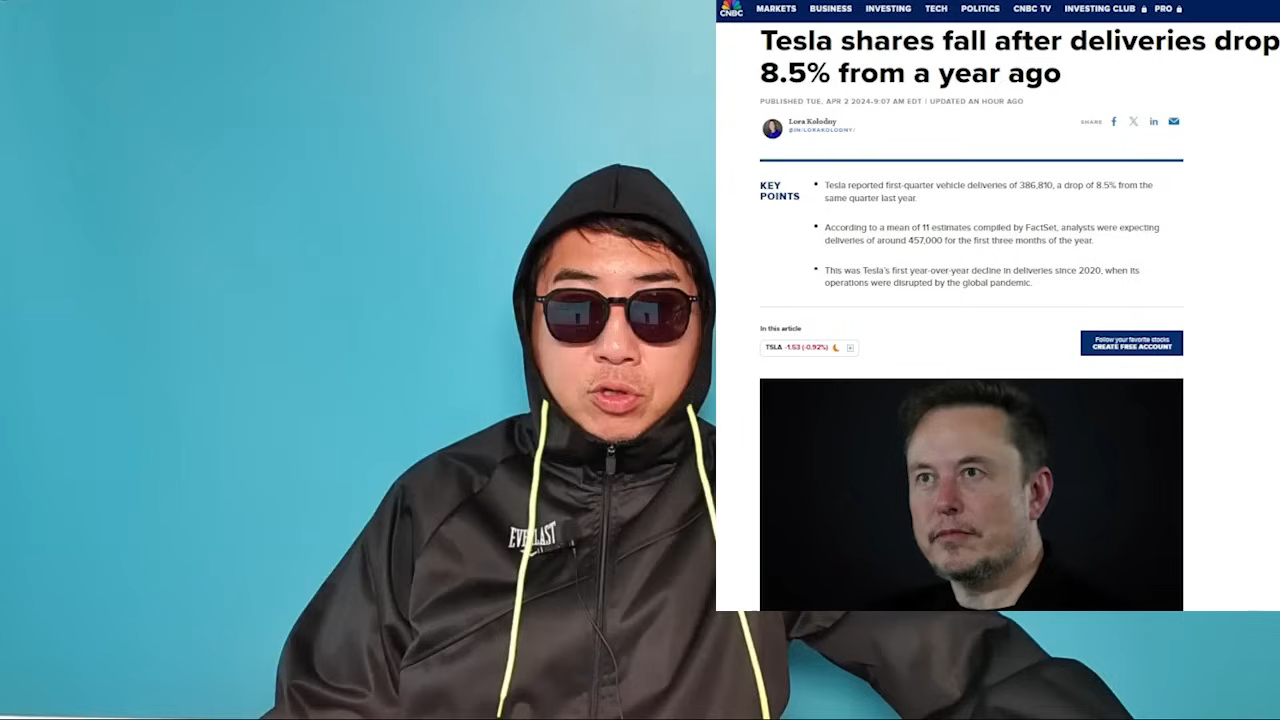 CNBC
MARKETS BUSINESS INVESTING TECH POLITICS CNBC TV INVESTING CLUB PRO
Tesla shares fall after deliveries drop
8.5% from a year ago
PUBLISHED TUE, APR 2 2024-9:07 AM EDT | UPDATED AN HOUR AGO
Lora Kolodny
@IN/LORAKOLODNY/
SHARE
KEY
POINTS
• Tesla reported first-quarter vehicle deliveries of 386,810, a drop of 8.5% from the
same quarter last year.
• According to a mean of 11 estimates compiled by FactSet, analysts were expecting
deliveries of around 457,000 for the first three months of the year.
• This was Tesla's first year-over-year decline in deliveries since 2020, when its
operations were disrupted by the global pandemic.
In this article
TSLA -1.53 (-0.92%)
Follow your favorite stocks
CREATE FREE ACCOUNT
EVERLAST